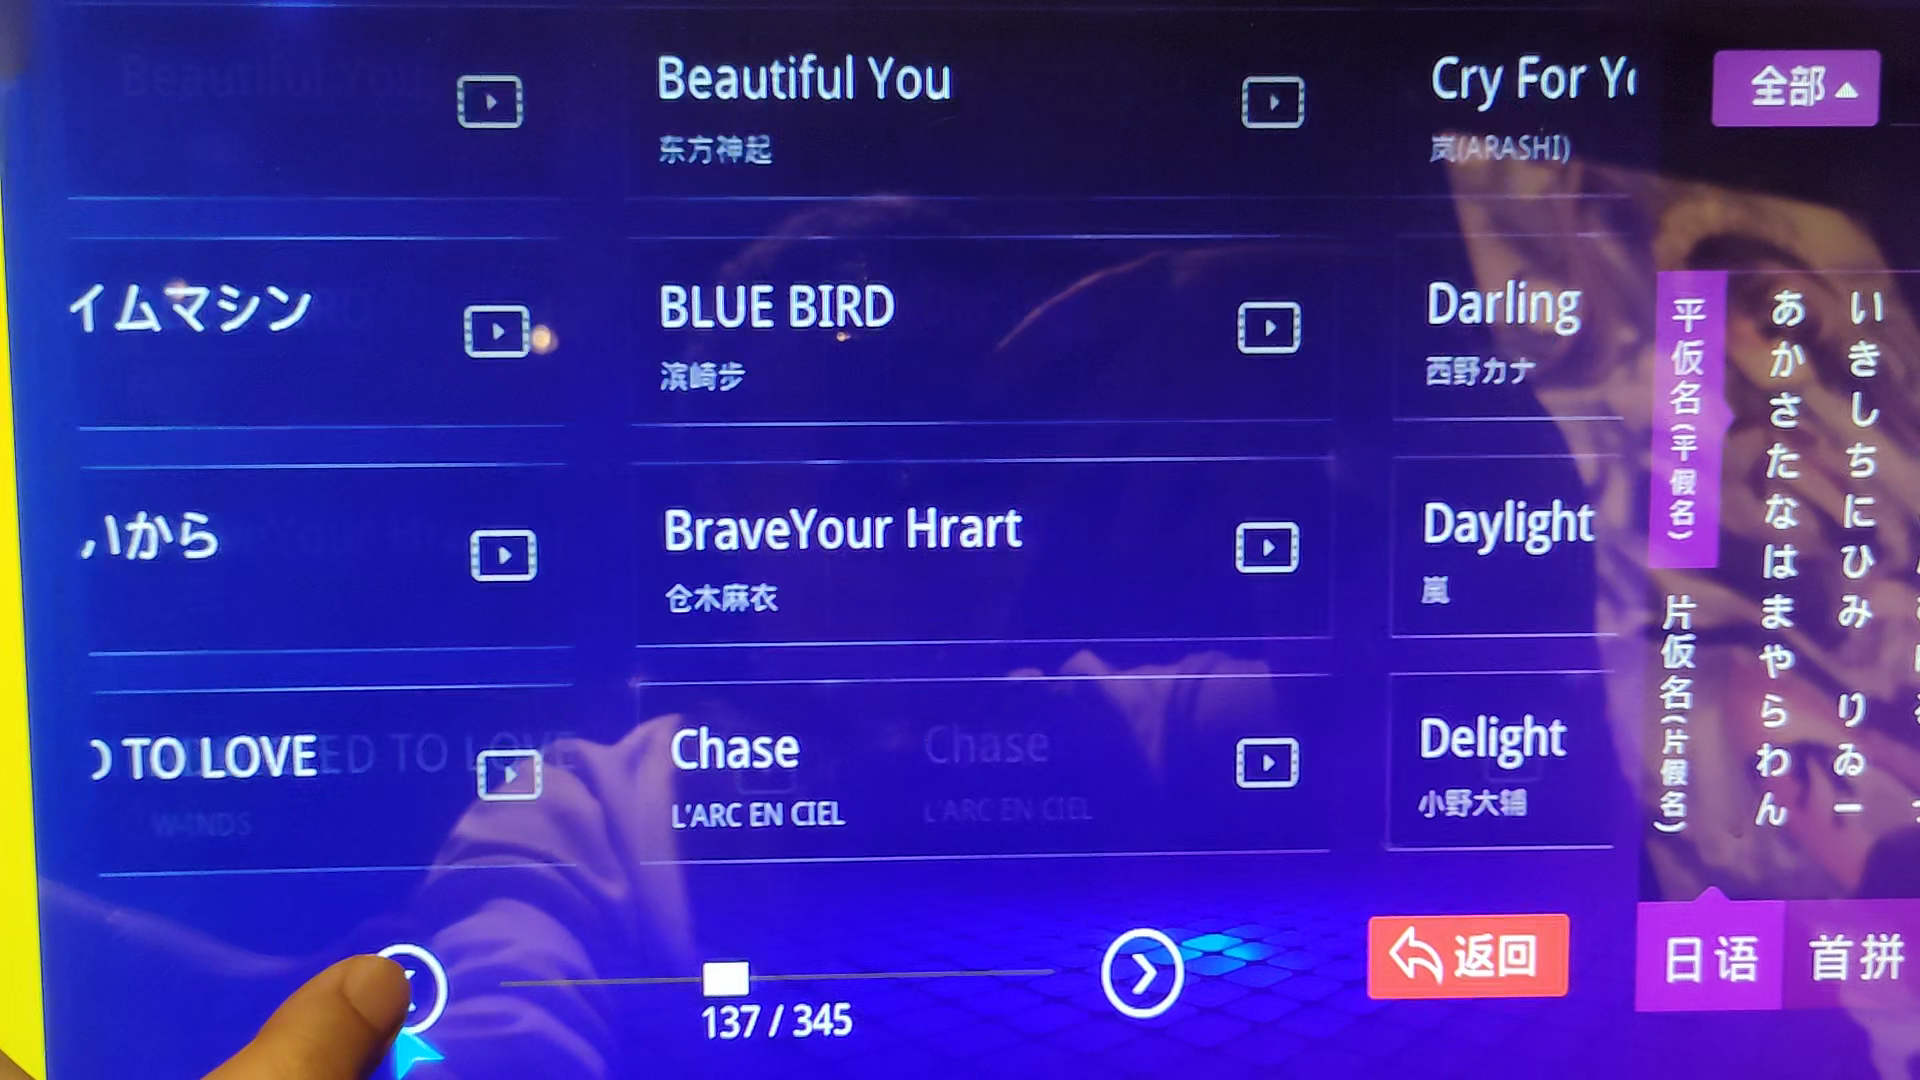 Beautiful You
东方神起
Cry For Yo
岚(ARASHI)
全部
イムマシン
BLUE BIRD
滨崎步
Darling
西野カナ
いから
BraveYour Hrart
仓木麻衣
Daylight
嵐
TO LOVE
Chase
L'ARC EN CIEL
Delight
小野大辅
平仮名(平假名)
片仮名(片假名)
あかさたなはまやらわん
いきしちにひみ りゐー
137 / 345
返回
日语
首拼